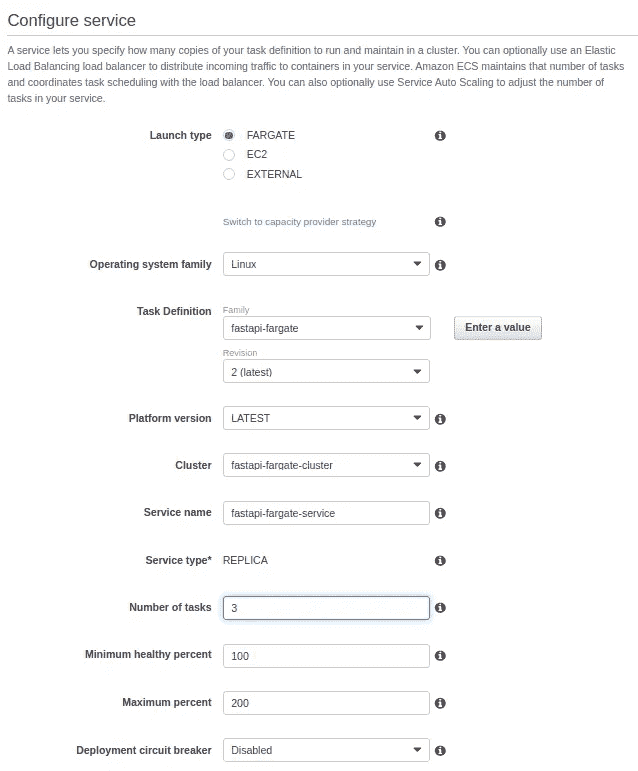 Configure service
A service lets you specify how many copies of your task definition to run and maintain in a cluster. You can optionally use an Elastic
Load Balancing load balancer to distribute incoming traffic to containers in your service. Amazon ECS maintains that number of tasks
and coordinates task scheduling with the load balancer. You can also optionally use Service Auto Scaling to adjust the number of
tasks in your service.
Launch type FARGATE
EC2
EXTERNAL
Switch to capacity provider strategy
Operating system family Linux
Task Definition Family
fastapi-fargate Enter a value
Revision
2 (latest)
Platform version LATEST
Cluster fastapi-fargate-cluster
Service name fastapi-fargate-service
Service type* REPLICA
Number of tasks 3
Minimum healthy percent 100
Maximum percent 200
Deployment circuit breaker Disabled